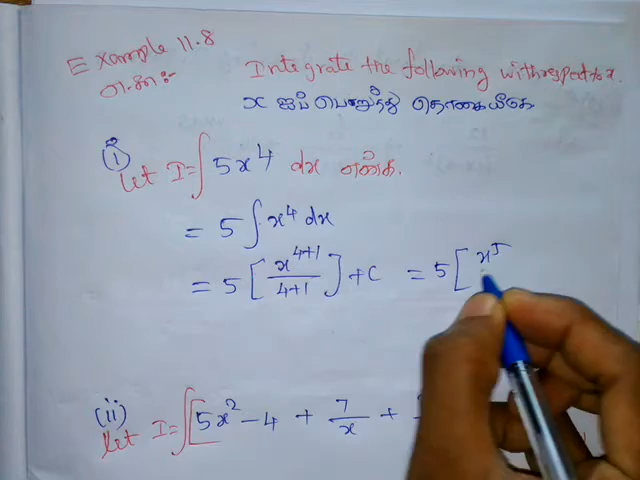 Example 11.8
எ.கா:- Integrate the following with respect to x.
x ஐப் பொறுத்து தொகையீடுக
(i) let I = ∫ 5x⁴ dx என்க.
= 5 ∫ x⁴ dx
= 5 [ x⁴⁺¹ / 4+1 ] + C = 5 [ x⁵
(ii) let I = ∫ [ 5x² - 4 + 7/x +